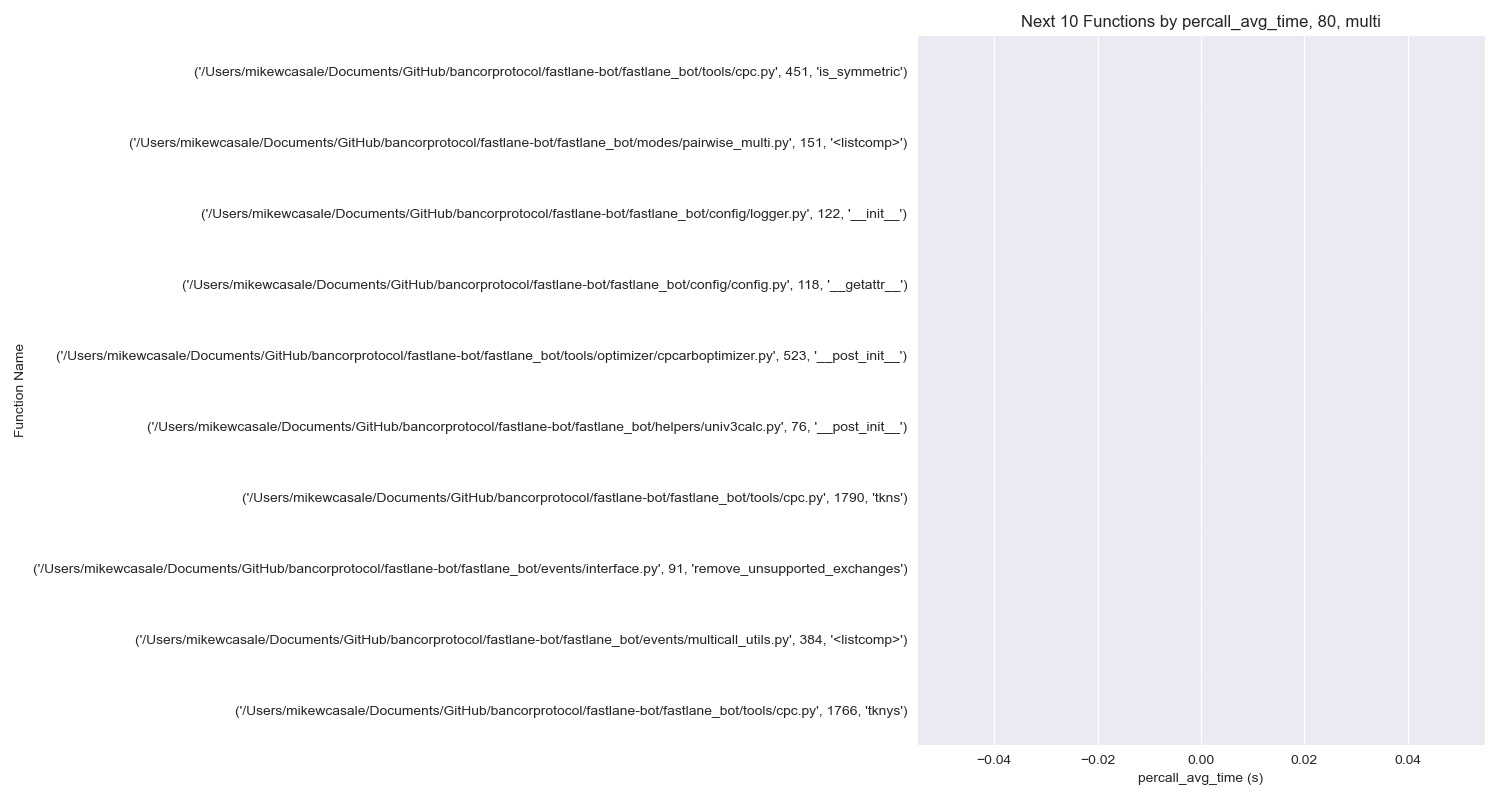 Next 10 Functions by percall_avg_time, 80, multi
('/Users/mikewcasale/Documents/GitHub/bancorprotocol/fastlane-bot/fastlane_bot/tools/cpc.py', 451, 'is_symmetric')
('/Users/mikewcasale/Documents/GitHub/bancorprotocol/fastlane-bot/fastlane_bot/modes/pairwise_multi.py', 151, '<listcomp>')
('/Users/mikewcasale/Documents/GitHub/bancorprotocol/fastlane-bot/fastlane_bot/config/logger.py', 122, '__init__')
('/Users/mikewcasale/Documents/GitHub/bancorprotocol/fastlane-bot/fastlane_bot/config/config.py', 118, '__getattr__')
('/Users/mikewcasale/Documents/GitHub/bancorprotocol/fastlane-bot/fastlane_bot/tools/optimizer/cpcarboptimizer.py', 523, '__post_init__')
('/Users/mikewcasale/Documents/GitHub/bancorprotocol/fastlane-bot/fastlane_bot/helpers/univ3calc.py', 76, '__post_init__')
('/Users/mikewcasale/Documents/GitHub/bancorprotocol/fastlane-bot/fastlane_bot/tools/cpc.py', 1790, 'tkns')
('/Users/mikewcasale/Documents/GitHub/bancorprotocol/fastlane-bot/fastlane_bot/events/interface.py', 91, 'remove_unsupported_exchanges')
('/Users/mikewcasale/Documents/GitHub/bancorprotocol/fastlane-bot/fastlane_bot/events/multicall_utils.py', 384, '<listcomp>')
('/Users/mikewcasale/Documents/GitHub/bancorprotocol/fastlane-bot/fastlane_bot/tools/cpc.py', 1766, 'tknys')
Function Name
−0.04 −0.02 0.00 0.02 0.04
percall_avg_time (s)